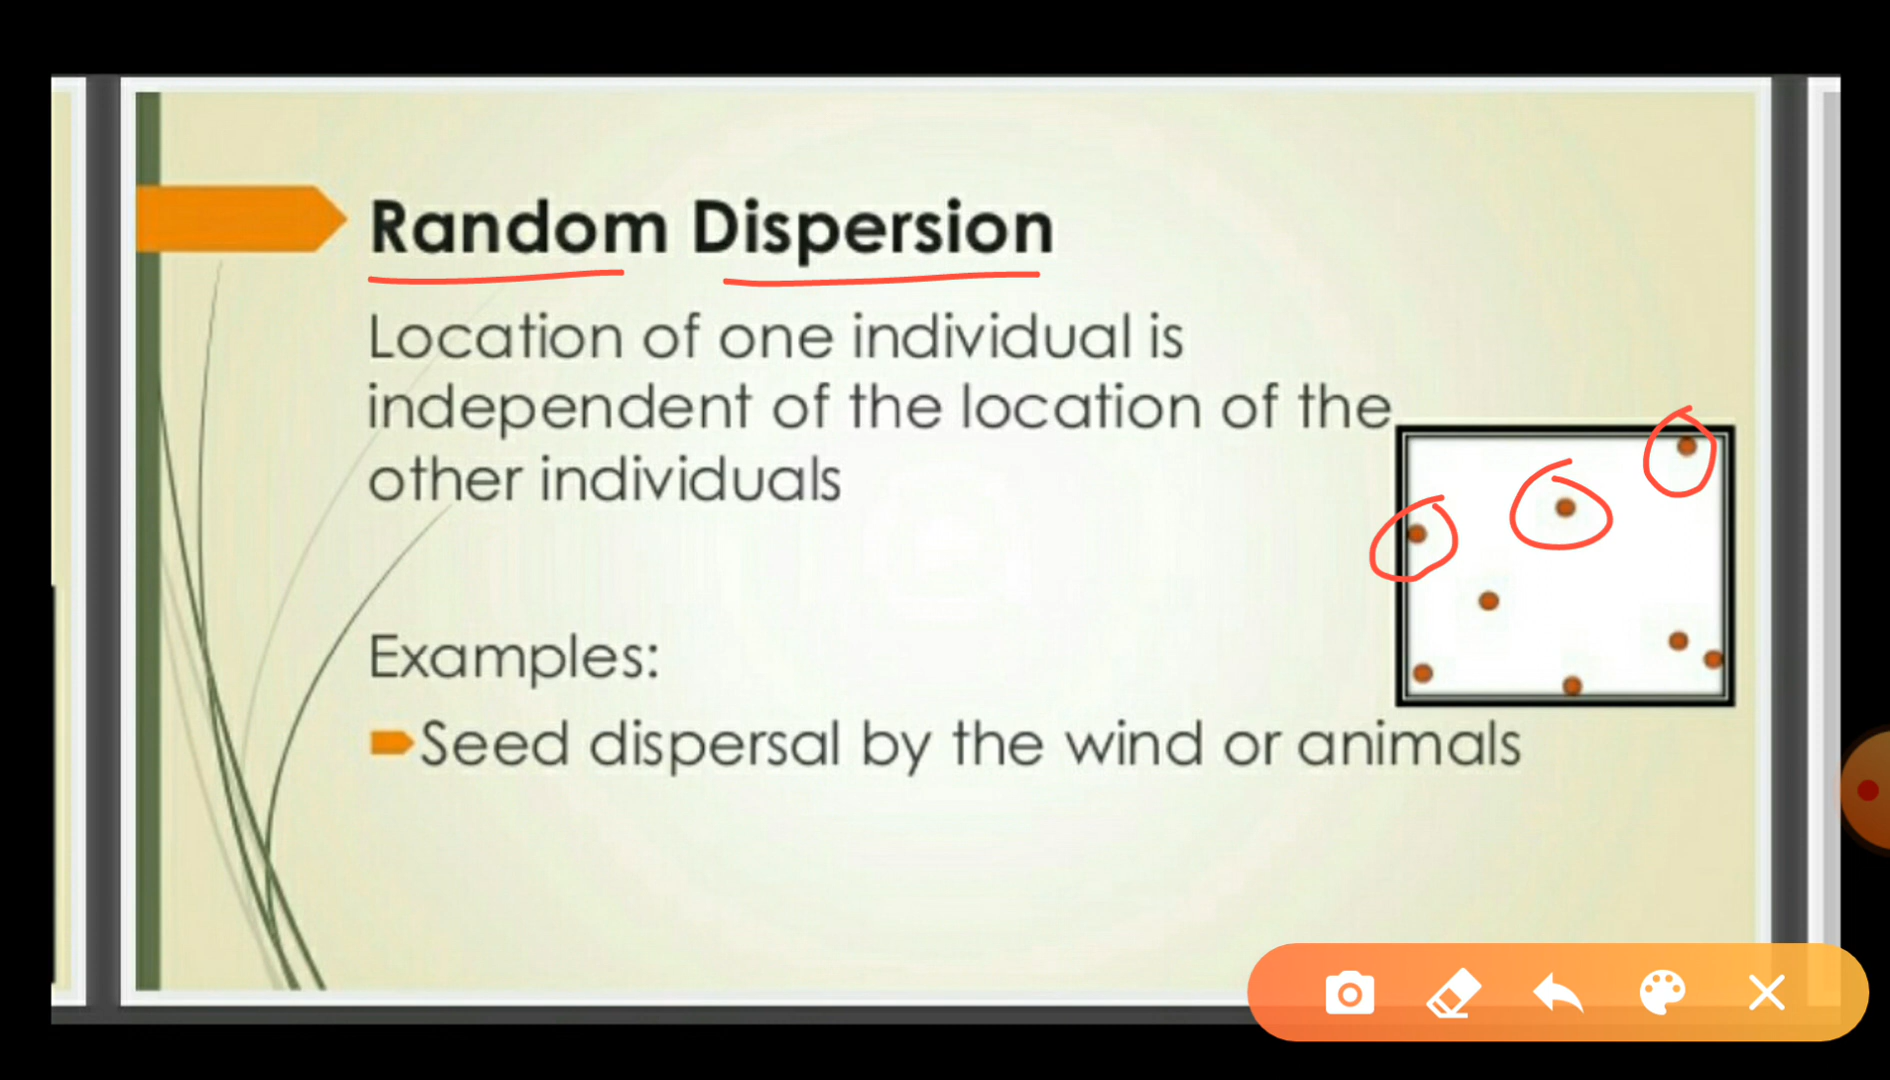 Random Dispersion
Location of one individual is
independent of the location of the
other individuals
Examples:
Seed dispersal by the wind or animals